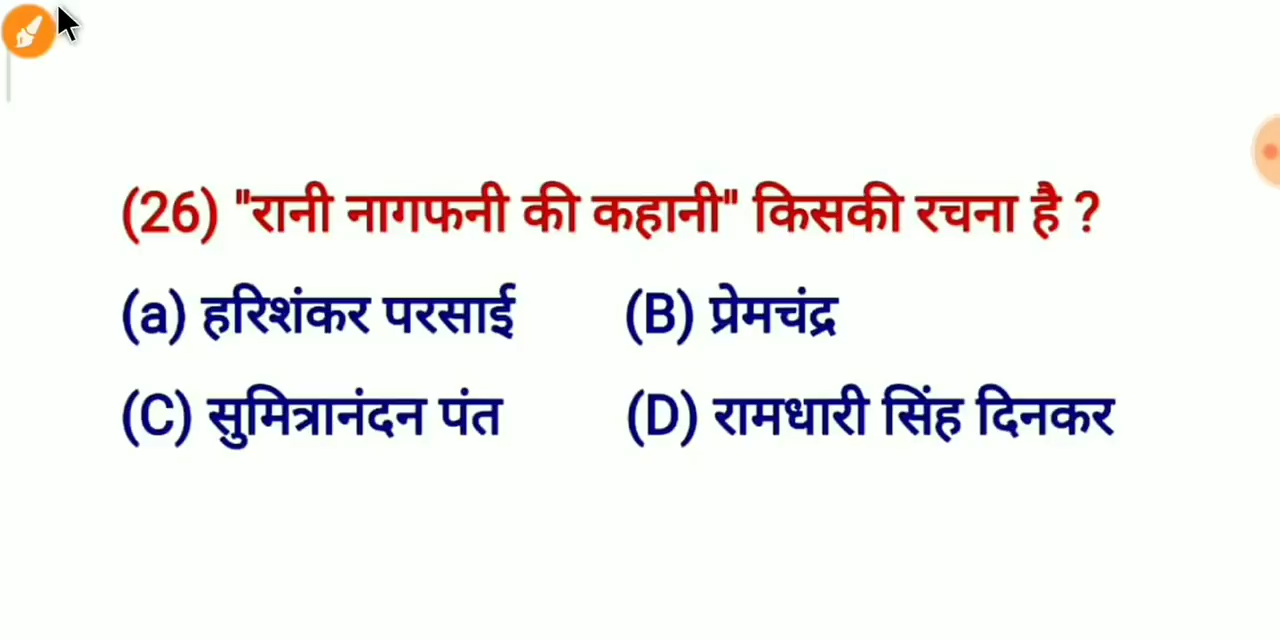 (26) "रानी नागफनी की कहानी" किसकी रचना है ?
(a) हरिशंकर परसाई (B) प्रेमचंद्र
(C) सुमित्रानंदन पंत (D) रामधारी सिंह दिनकर